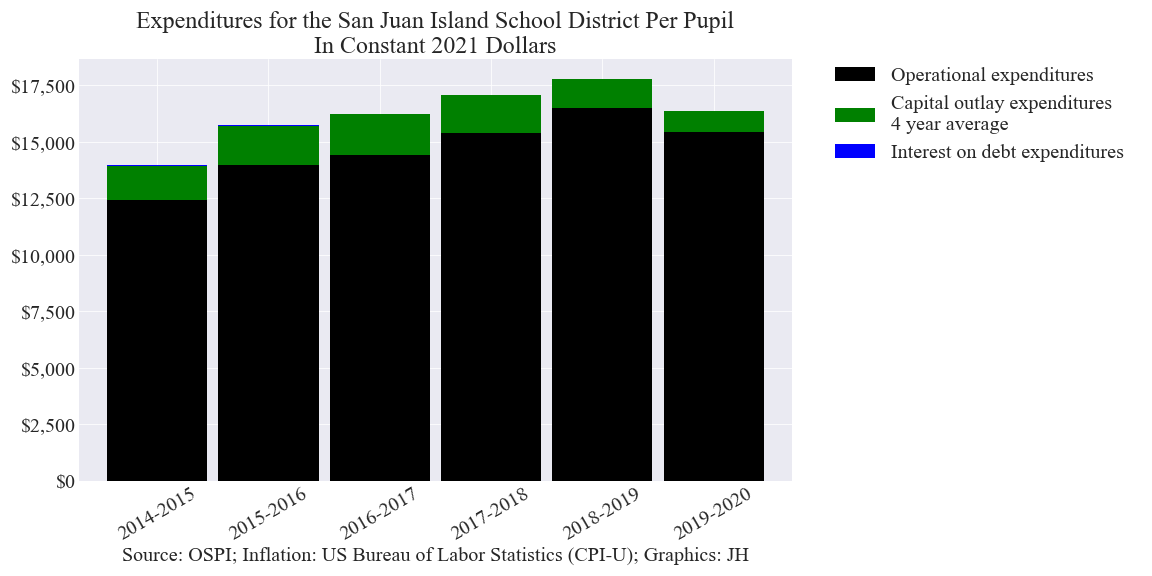 Expenditures for the San Juan Island School District Per Pupil
In Constant 2021 Dollars
$17,500
$15,000
$12,500
$10,000
$7,500
$5,000
$2,500
$0
2014-2015
2015-2016
2016-2017
2017-2018
2018-2019
2019-2020
Source: OSPI; Inflation: US Bureau of Labor Statistics (CPI-U); Graphics: JH
Operational expenditures
Capital outlay expenditures
4 year average
Interest on debt expenditures